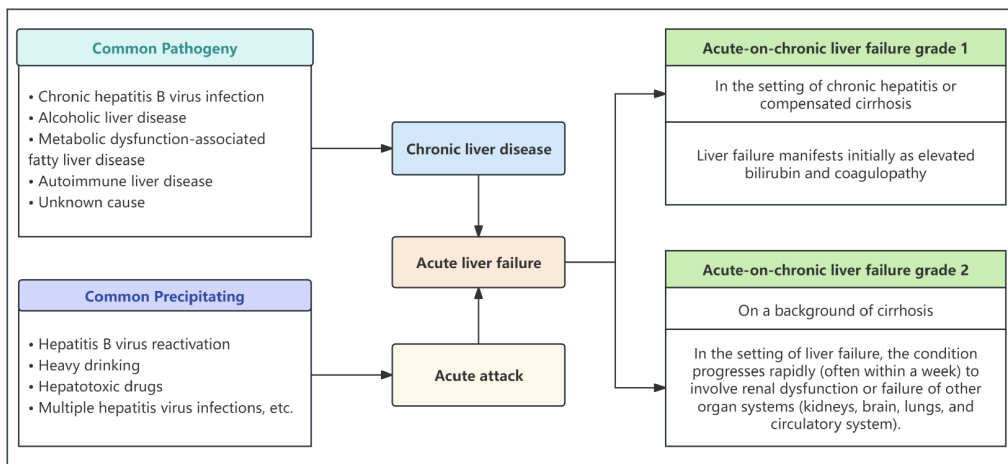 Common Pathogeny
• Chronic hepatitis B virus infection
• Alcoholic liver disease
• Metabolic dysfunction-associated
fatty liver disease
• Autoimmune liver disease
• Unknown cause
Common Precipitating
• Hepatitis B virus reactivation
• Heavy drinking
• Hepatotoxic drugs
• Multiple hepatitis virus infections, etc.
Chronic liver disease
Acute liver failure
Acute attack
Acute-on-chronic liver failure grade 1
In the setting of chronic hepatitis or
compensated cirrhosis
Liver failure manifests initially as elevated
bilirubin and coagulopathy
Acute-on-chronic liver failure grade 2
On a background of cirrhosis
In the setting of liver failure, the condition
progresses rapidly (often within a week) to
involve renal dysfunction or failure of other
organ systems (kidneys, brain, lungs, and
circulatory system).